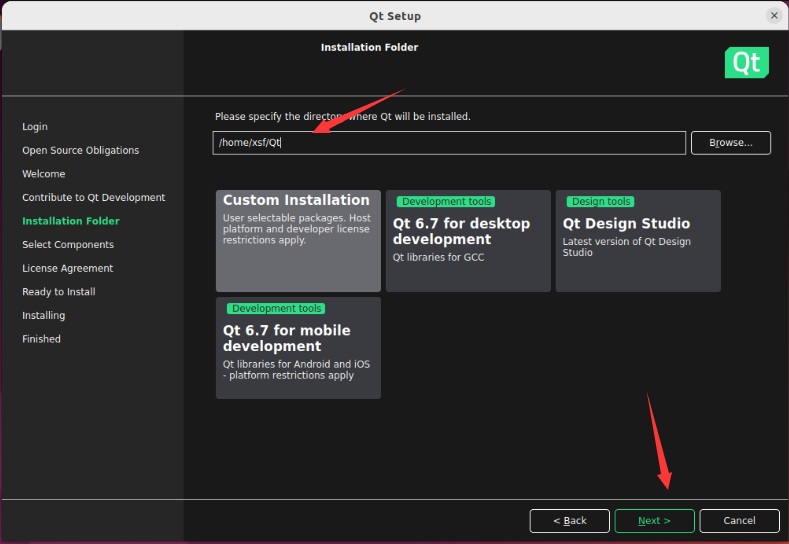 Qt Setup
Installation Folder
Qt
Login
Open Source Obligations
Welcome
Contribute to Qt Development
Installation Folder
Select Components
License Agreement
Ready to Install
Installing
Finished
Please specify the directory where Qt will be installed.
/home/xsf/Qt
Browse...
Custom Installation
User selectable packages. Host
platform and developer license
restrictions apply.
Development tools
Qt 6.7 for desktop
development
Qt libraries for GCC
Design tools
Qt Design Studio
Latest version of Qt Design
Studio
Development tools
Qt 6.7 for mobile
development
Qt libraries for Android and iOS
- platform restrictions apply
< Back
Next >
Cancel